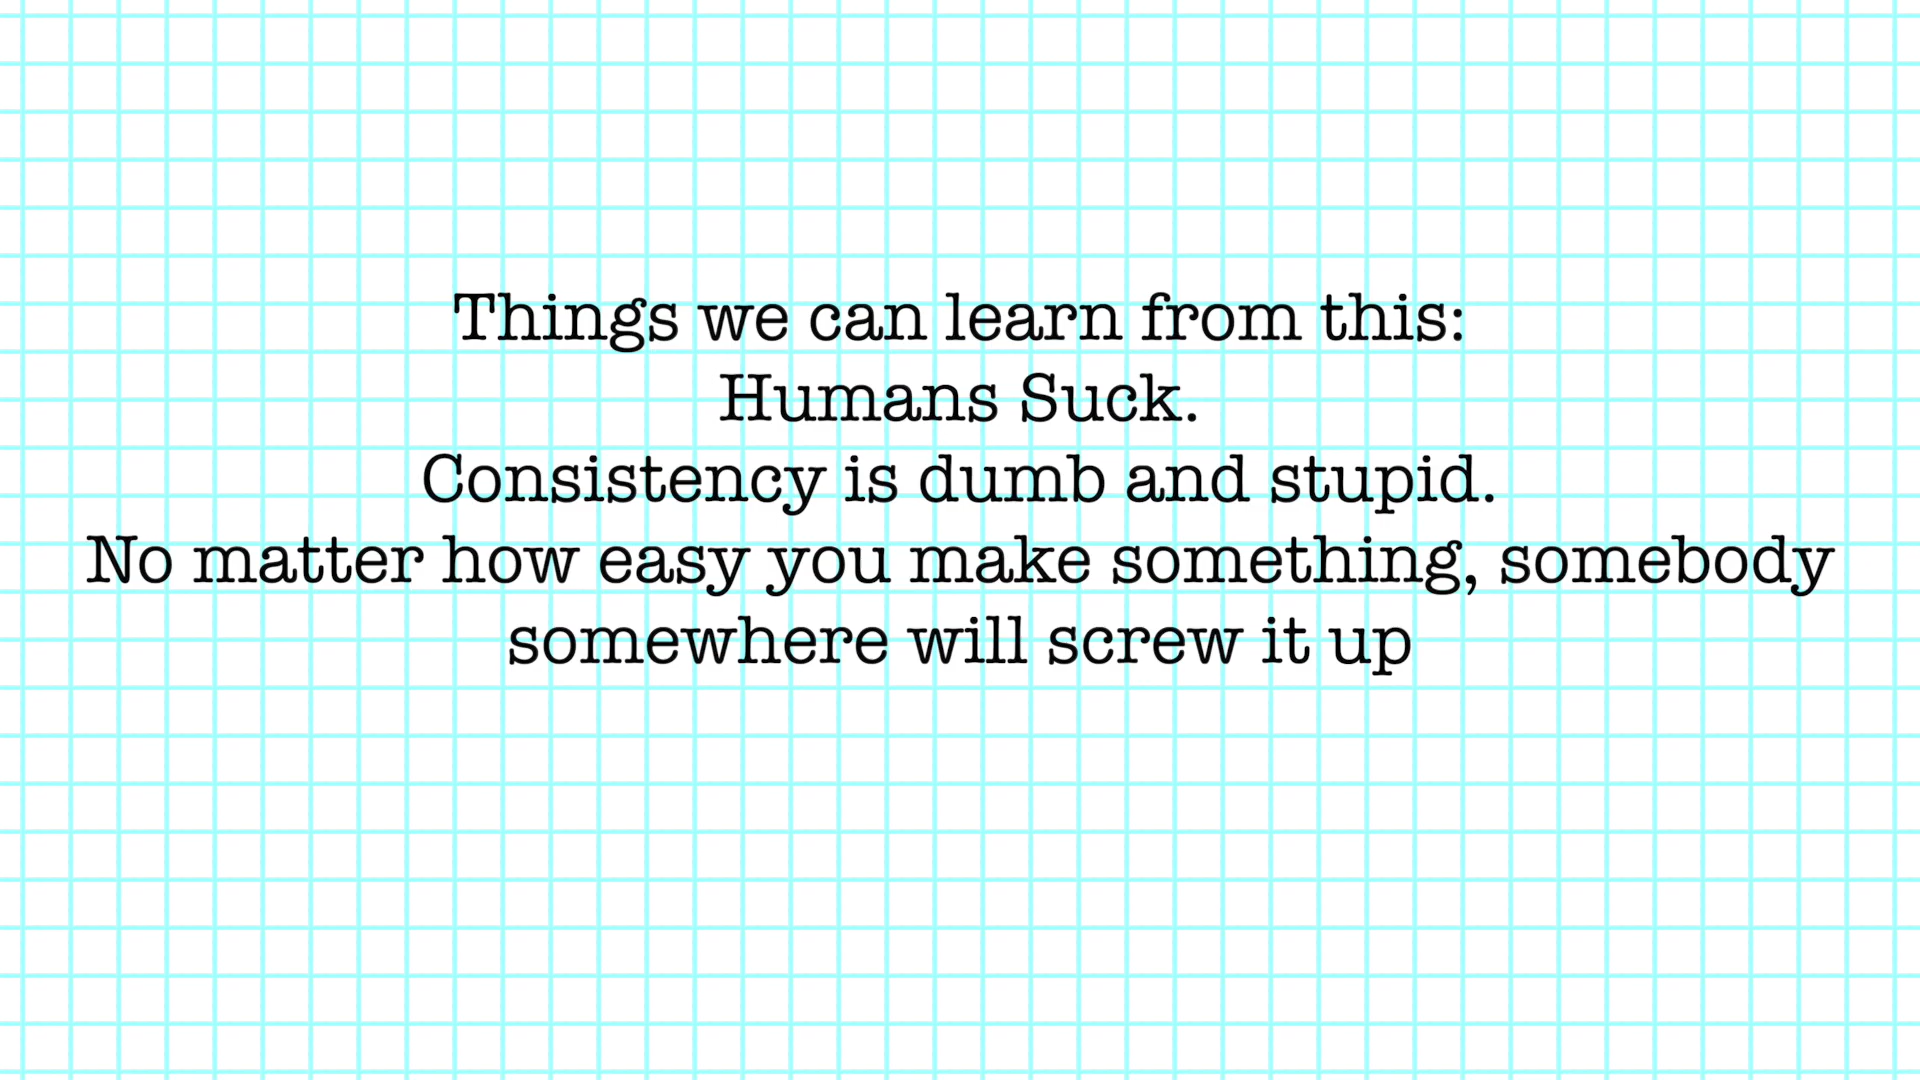 Things we can learn from this:
Humans Suck.
Consistency is dumb and stupid.
No matter how easy you make something, somebody
somewhere will screw it up